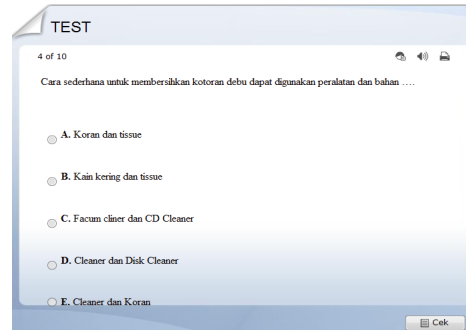 TEST
4 of 10
Cara sederhana untuk membersihkan kotoran debu dapat digunakan peralatan dan bahan ....
A. Koran dan tissue
B. Kain kering dan tissue
C. Facum cliner dan CD Cleaner
D. Cleaner dan Disk Cleaner
E. Cleaner dan Koran
Cek